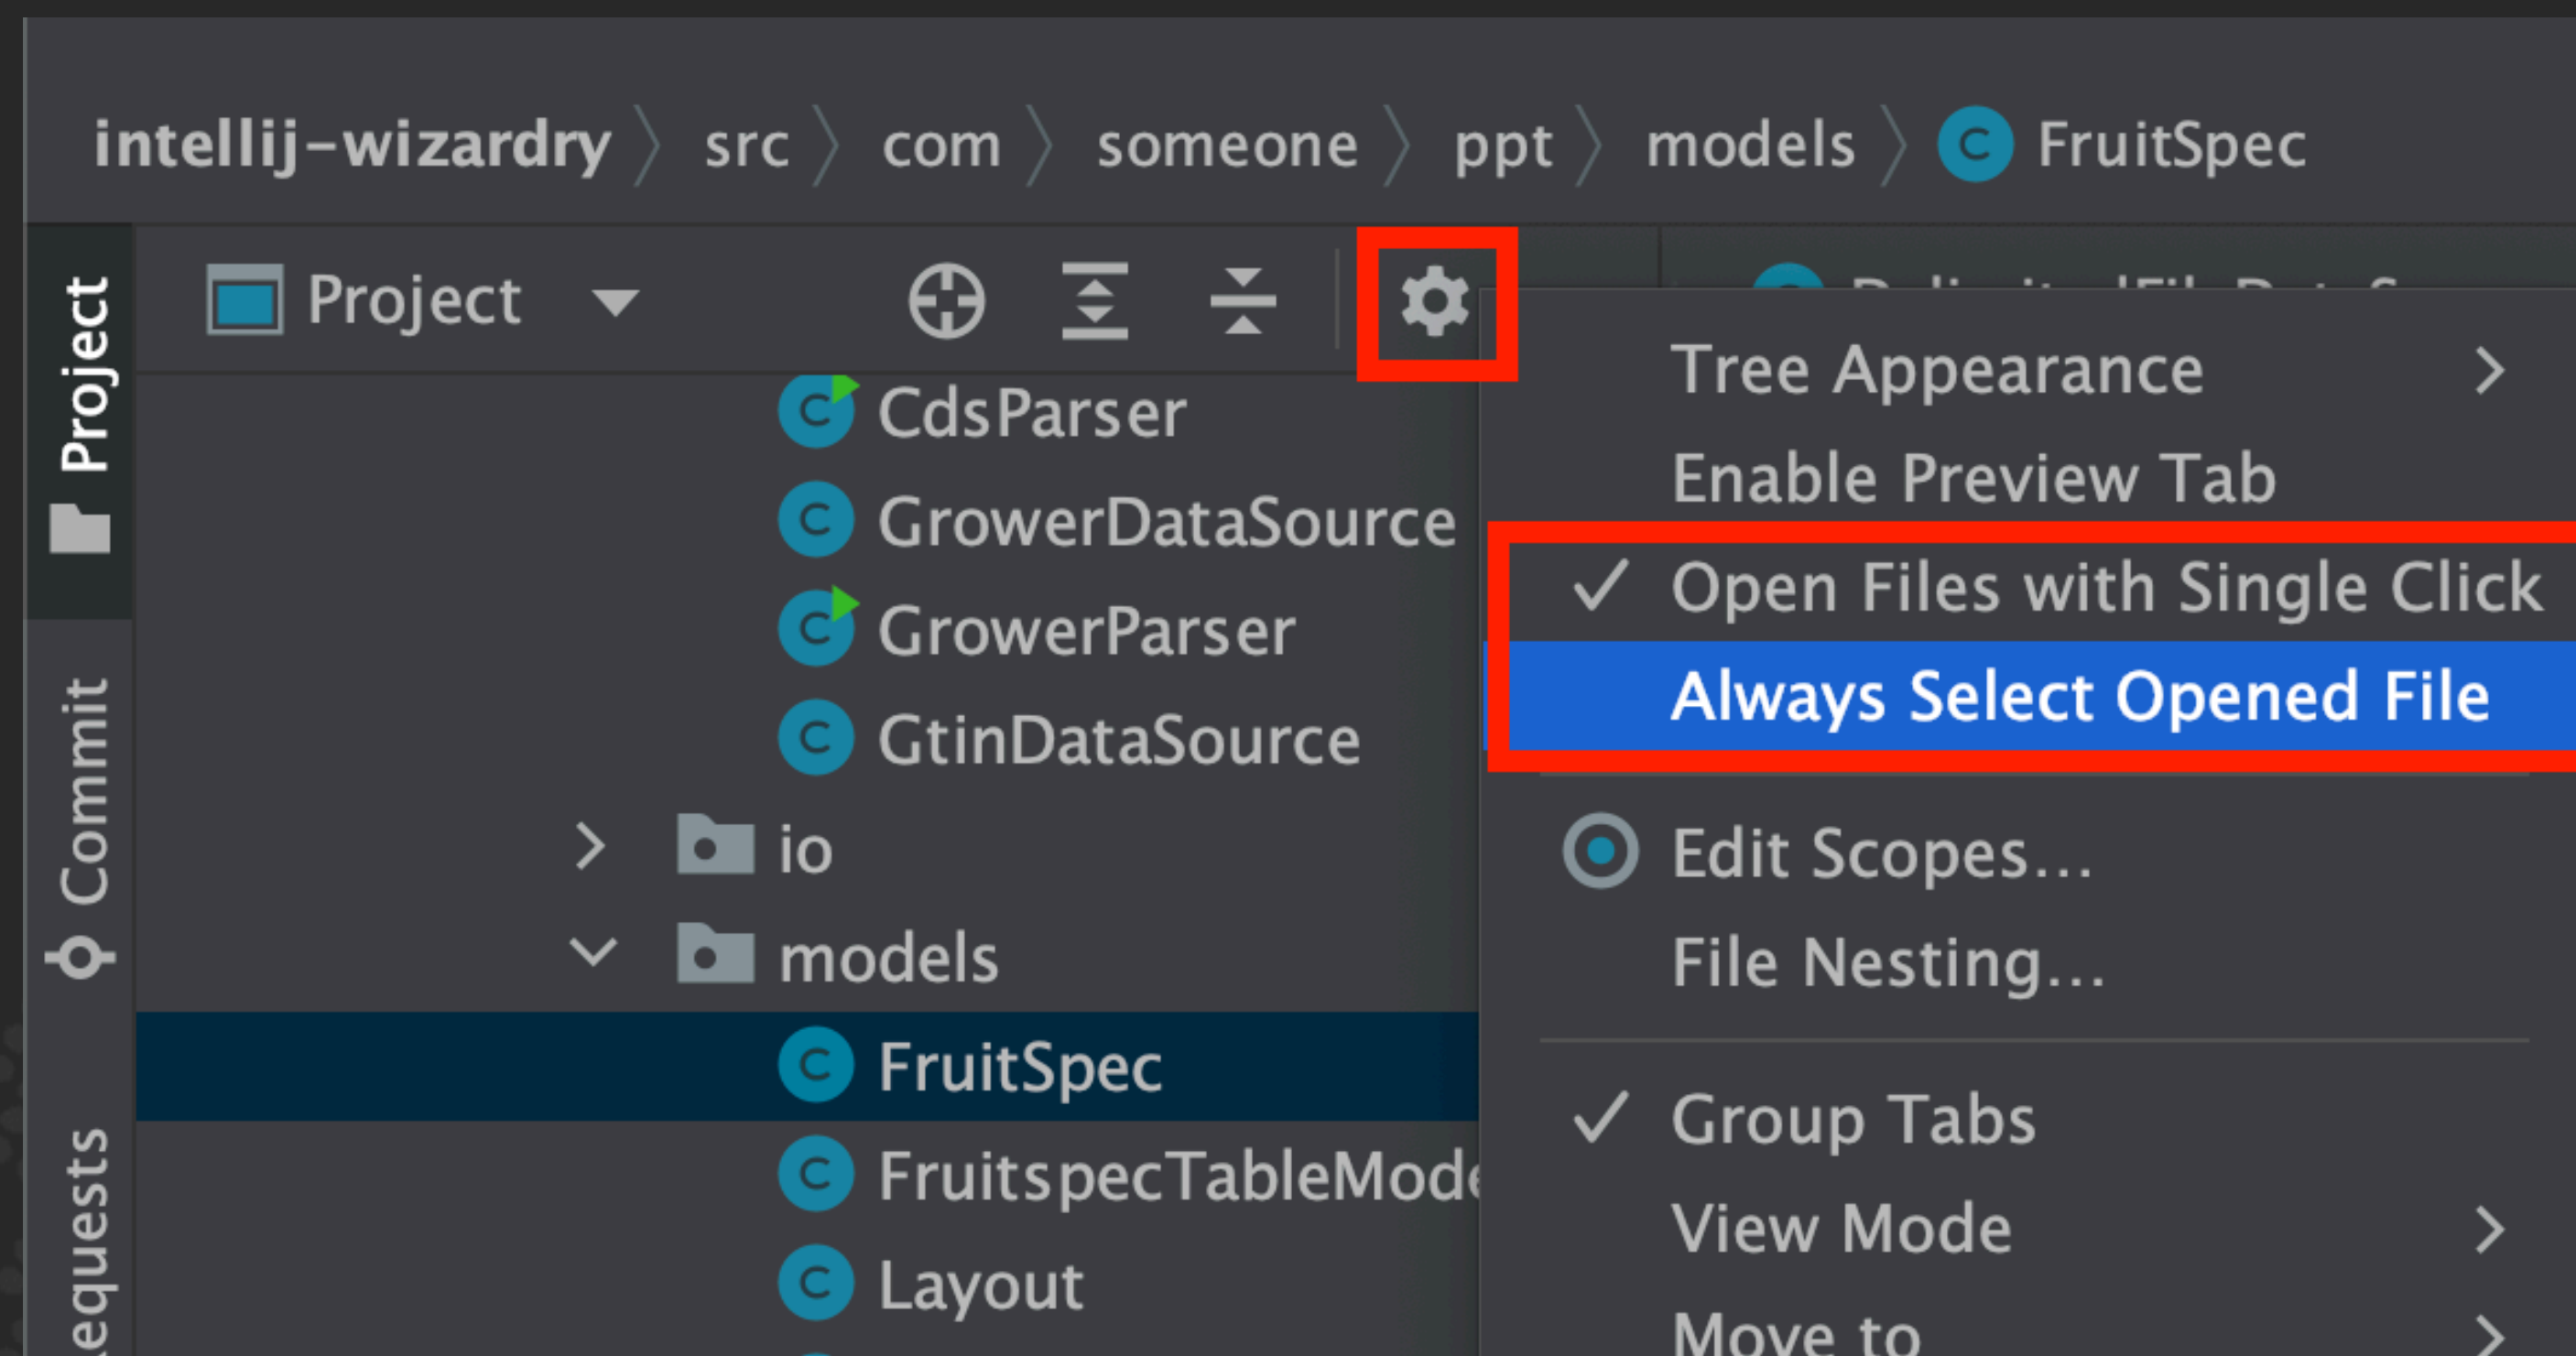 intellij-wizardry src com someone ppt models FruitSpec
Project
Project
Commit
CdsParser
GrowerDataSource
GrowerParser
GtinDataSource
io
models
FruitSpec
Layout
Tree Appearance
Enable Preview Tab
Open Files with Single Click
Always Select Opened File
Edit Scopes...
File Nesting...
Group Tabs
View Mode
Move to